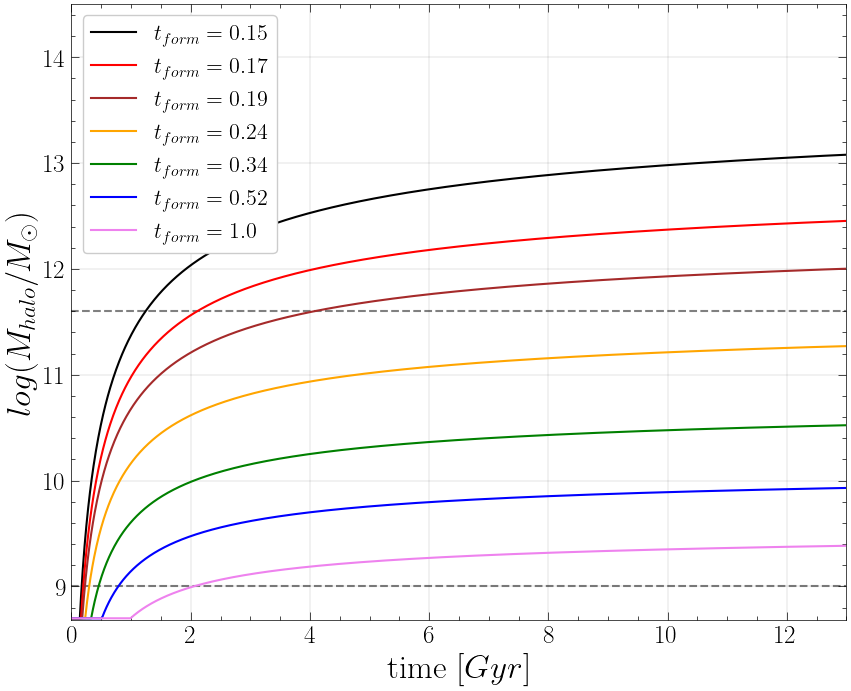 t_form = 0.15
t_form = 0.17
t_form = 0.19
t_form = 0.24
t_form = 0.34
t_form = 0.52
t_form = 1.0
14
13
12
11
10
9
log(M_halo/M_⊙)
0 2 4 6 8 10 12
time [Gyr]